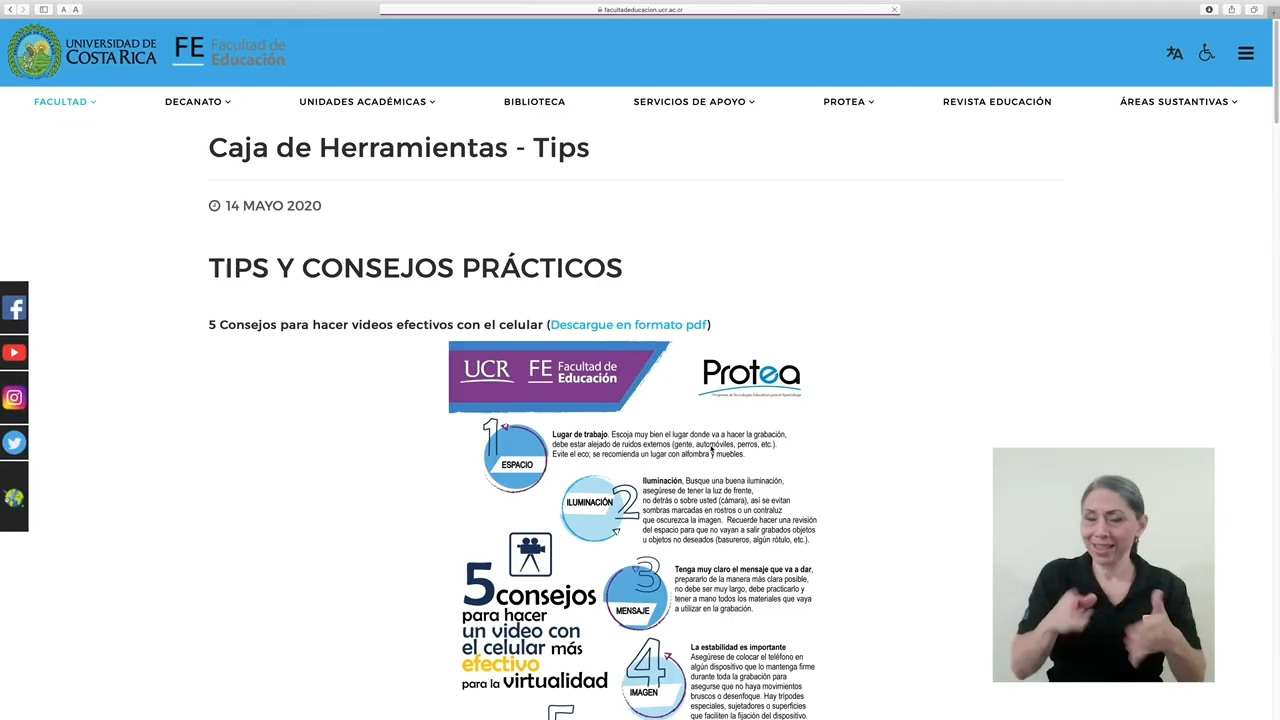 A A
facultadeducacion.ucr.ac.cr
UNIVERSIDAD DE
COSTA RICA
FE Facultad de
Educación
FACULTAD
DECANATO
UNIDADES ACADÉMICAS
BIBLIOTECA
SERVICIOS DE APOYO
PROTEA
REVISTA EDUCACIÓN
ÁREAS SUSTANTIVAS
Caja de Herramientas - Tips
14 MAYO 2020
TIPS Y CONSEJOS PRÁCTICOS
5 Consejos para hacer videos efectivos con el celular (Descargue en formato pdf)
UCR FE Facultad de
Educación
Protea
Programa de Tecnologías Educativas para el Aprendizaje
1
ESPACIO
Lugar de trabajo. Escoja muy bien el lugar donde va a hacer la grabación,
debe estar alejado de ruidos externos (gente, automóviles, perros, etc.).
Evite el eco; se recomienda un lugar con alfombra y muebles.
ILUMINACIÓN
2
Iluminación, Busque una buena iluminación,
asegúrese de tener la luz de frente,
no detrás o sobre usted (cámara), así se evitan
sombras marcadas en rostros o un contraluz
que oscurezca la imagen. Recuerde hacer una revisión
del espacio para que no vayan a salir grabados objetos
u objetos no deseados (basureros, algún rótulo, etc.).
3
MENSAJE
Tenga muy claro el mensaje que va a dar,
prepararlo de la manera más clara posible,
no debe ser muy largo, debe practicarlo y
tener a mano todos los materiales que vaya
a utilizar en la grabación.
5 consejos
para hacer
un video con
el celular más
efectivo
para la virtualidad
4
IMAGEN
La estabilidad es importante
Asegúrese de colocar el teléfono en
algún dispositivo que lo mantenga firme
durante toda la grabación para
asegurse que no haya movimientos
bruscos o desenfoque. Hay trípodes
especiales, sujetadores o superficies
que faciliten la fijación del dispositivo.
5